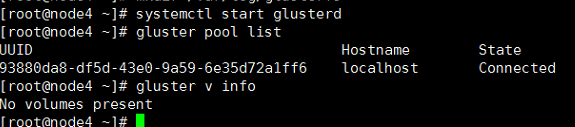 [root@node4 ~]# systemctl start glusterd
[root@node4 ~]# gluster pool list
UUID Hostname State
93880da8-df5d-43e0-9a59-6e35d72a1ff6 localhost Connected
[root@node4 ~]# gluster v info
No volumes present
[root@node4 ~]#